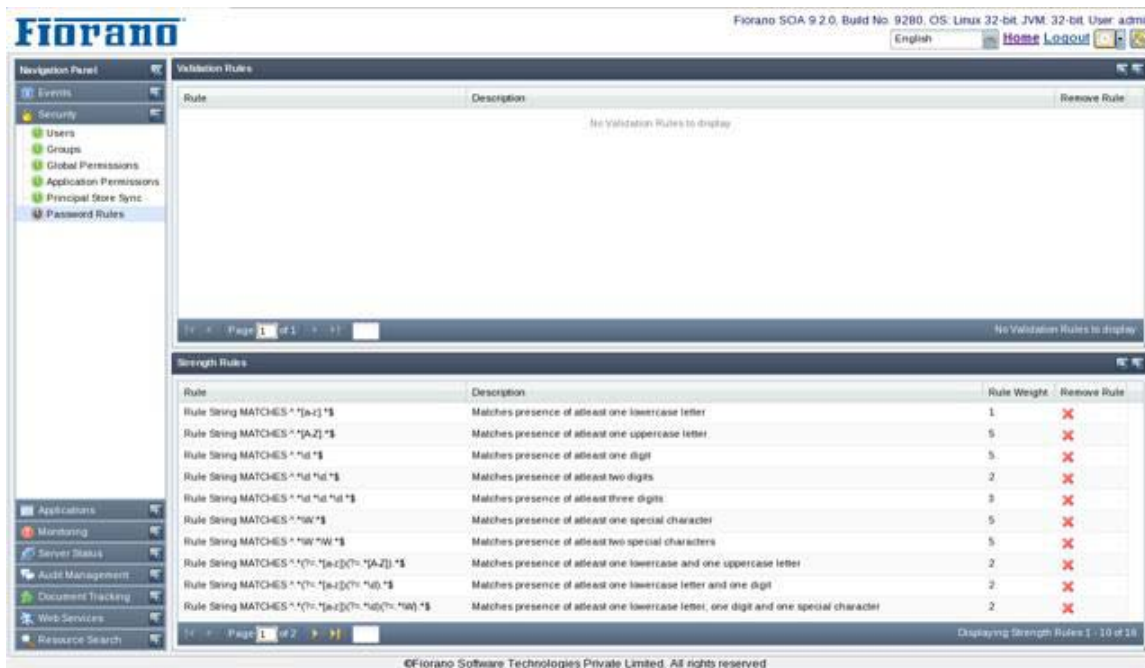 Fiorano
Fiorano SOA 9.2.0, Build No: 9280, OS: Linux 32-bit, JVM: 32-bit, User: admi
English
Home Logout
Navigation Panel
Events
Security
Users
Groups
Global Permissions
Application Permissions
Principal Store Sync
Password Rules
Applications
Monitoring
Server Status
Audit Management
Document Tracking
Web Services
Resource Search
Validation Rules
Rule Description Remove Rule
No Validation Rules to display
Page 1 of 1
No Validation Rules to display
Strength Rules
Rule Description Rule Weight Remove Rule
Rule String MATCHES ^.*[a-z].*$ Matches presence of atleast one lowercase letter 1
Rule String MATCHES ^.*[A-Z].*$ Matches presence of atleast one uppercase letter 5
Rule String MATCHES ^.*\d.*$ Matches presence of atleast one digit 5
Rule String MATCHES ^.*\d.*\d.*$ Matches presence of atleast two digits 2
Rule String MATCHES ^.*\d.*\d.*\d.*$ Matches presence of atleast three digits 3
Rule String MATCHES ^.*\W.*$ Matches presence of atleast one special character 5
Rule String MATCHES ^.*\W.*\W.*$ Matches presence of atleast two special characters 5
Rule String MATCHES ^.*(?=.*[a-z])(?=.*[A-Z]).*$ Matches presence of atleast one lowercase and one uppercase letter 2
Rule String MATCHES ^.*(?=.*[a-z])(?=.*\d).*$ Matches presence of atleast one lowercase letter and one digit 2
Rule String MATCHES ^.*(?=.*[a-z])(?=.*\d)(?=.*\W).*$ Matches presence of atleast one lowercase letter, one digit and one special character 2
Page 1 of 2
Displaying Strength Rules 1 - 10 of 16
©Fiorano Software Technologies Private Limited. All rights reserved